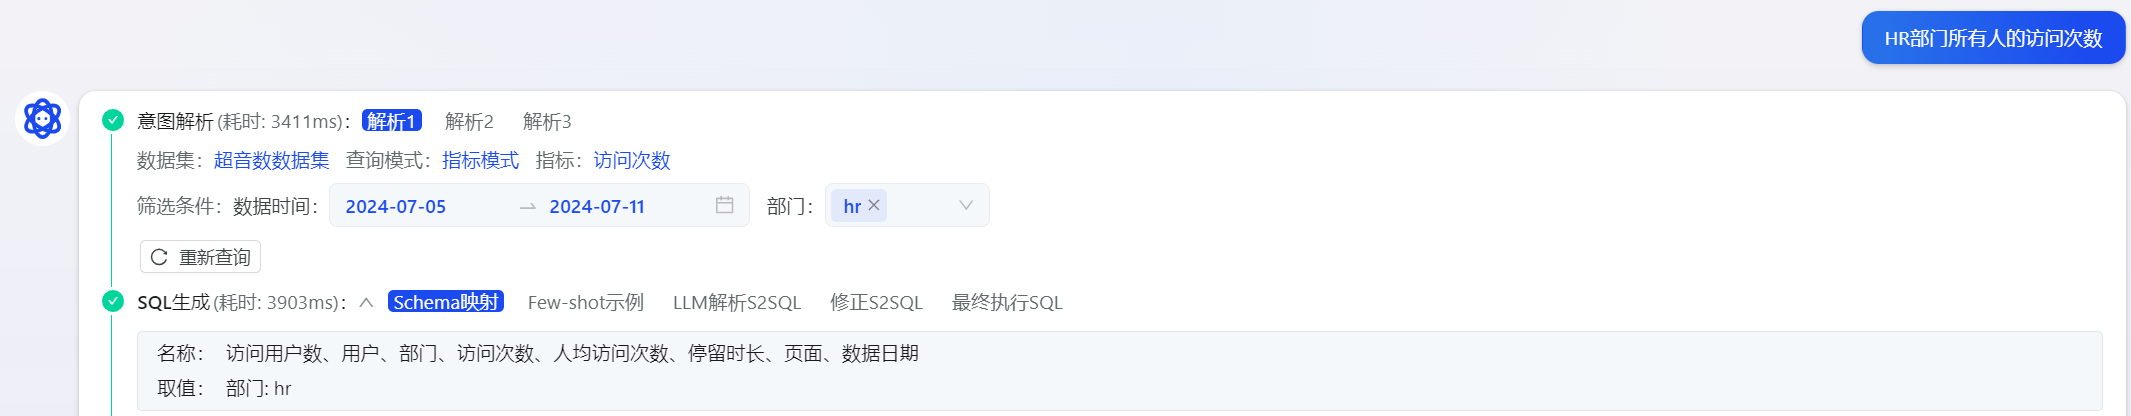 HR部门所有人的访问次数
意图解析(耗时: 3411ms)： 解析1 解析2 解析3
数据集：超音数数据集 查询模式：指标模式 指标：访问次数
筛选条件：数据时间： 2024-07-05 → 2024-07-11 部门： hr ×
重新查询
SQL生成(耗时: 3903ms)： Schema映射 Few-shot示例 LLM解析S2SQL 修正S2SQL 最终执行SQL
名称： 访问用户数、用户、部门、访问次数、人均访问次数、停留时长、页面、数据日期
取值： 部门: hr